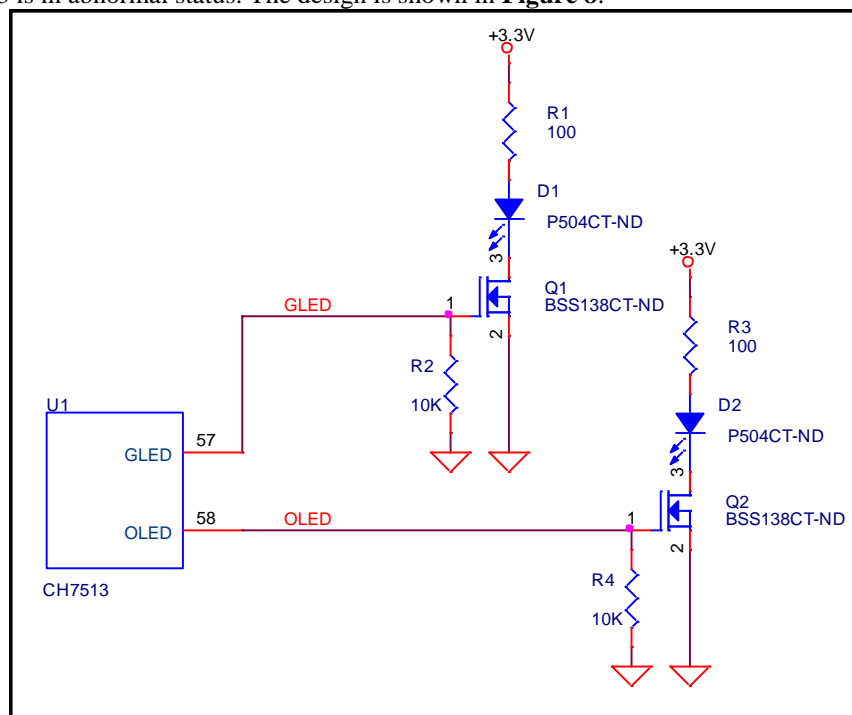 is in abnormal status. The design is shown in Figure 8.
+3.3V
R1
100
D1
P504CT-ND
3
+3.3V
Q1
BSS138CT-ND
GLED
1
2
R3
100
R2
10K
U1
D2
P504CT-ND
57
GLED
3
Q2
BSS138CT-ND
58
OLED
OLED
1
2
R4
10K
CH7513